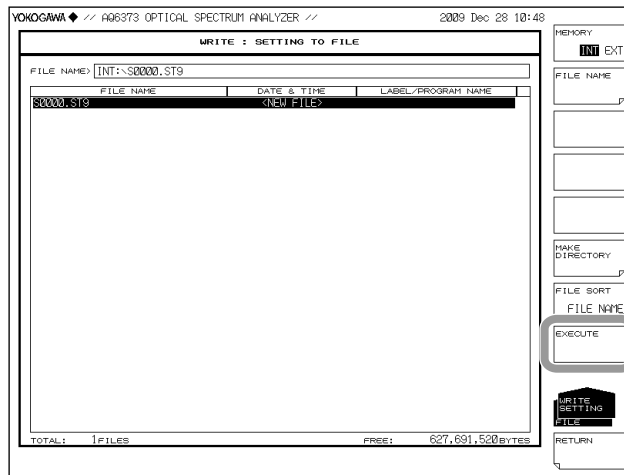 YOKOGAWA ◆ // AQ6373 OPTICAL SPECTRUM ANALYZER // 2009 Dec 28 10:48
WRITE : SETTING TO FILE
FILE NAME> INT:\S0000.ST9
FILE NAME DATE & TIME LABEL/PROGRAM NAME
S0000.ST9 <NEW FILE>
TOTAL: 1FILES FREE: 627,691,520BYTES
MEMORY
INT EXT
FILE NAME
MAKE
DIRECTORY
FILE SORT
FILE NAME
EXECUTE
WRITE
SETTING
FILE
RETURN